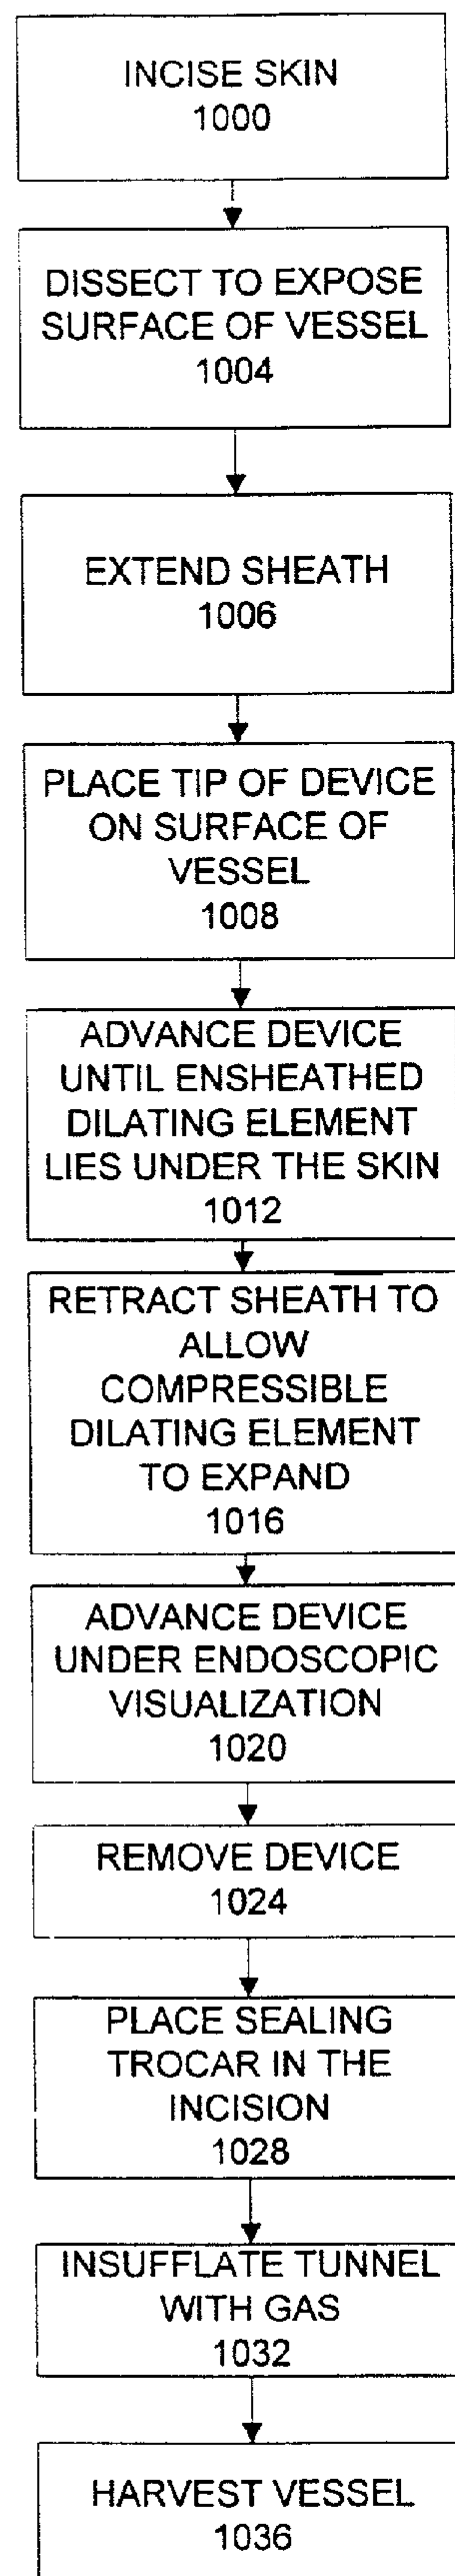 INCISE SKIN
1000
DISSECT TO EXPOSE
SURFACE OF VESSEL
1004
EXTEND SHEATH
1006
PLACE TIP OF DEVICE
ON SURFACE OF
VESSEL
1008
ADVANCE DEVICE
UNTIL ENSHEATHED
DILATING ELEMENT
LIES UNDER THE SKIN
1012
RETRACT SHEATH TO
ALLOW
COMPRESSIBLE
DILATING ELEMENT
TO EXPAND
1016
ADVANCE DEVICE
UNDER ENDOSCOPIC
VISUALIZATION
1020
REMOVE DEVICE
1024
PLACE SEALING
TROCAR IN THE
INCISION
1028
INSUFFLATE TUNNEL
WITH GAS
1032
HARVEST VESSEL
1036